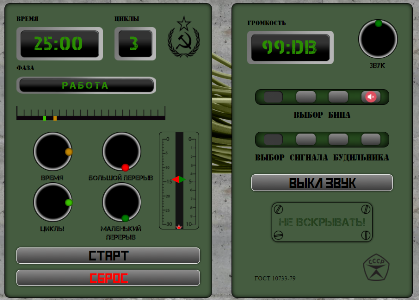 ВРЕМЯ
ЦИКЛЫ
25:00
3
ФАЗА
РАБОТА
ВРЕМЯ
БОЛЬШОЙ ПЕРЕРЫВ
ЦИКЛЫ
МАЛЕНЬКИЙ
ПЕРЕРЫВ
СТАРТ
СБРОС
ГРОМКОСТЬ
99:DB
ЗВУК
ВЫБОР БИПА
ВЫБОР СИГНАЛА БУДИЛЬНИКА
ВЫКЛ ЗВУК
НЕ ВСКРЫВАТЬ!
ГОСТ 10733-79
СССР